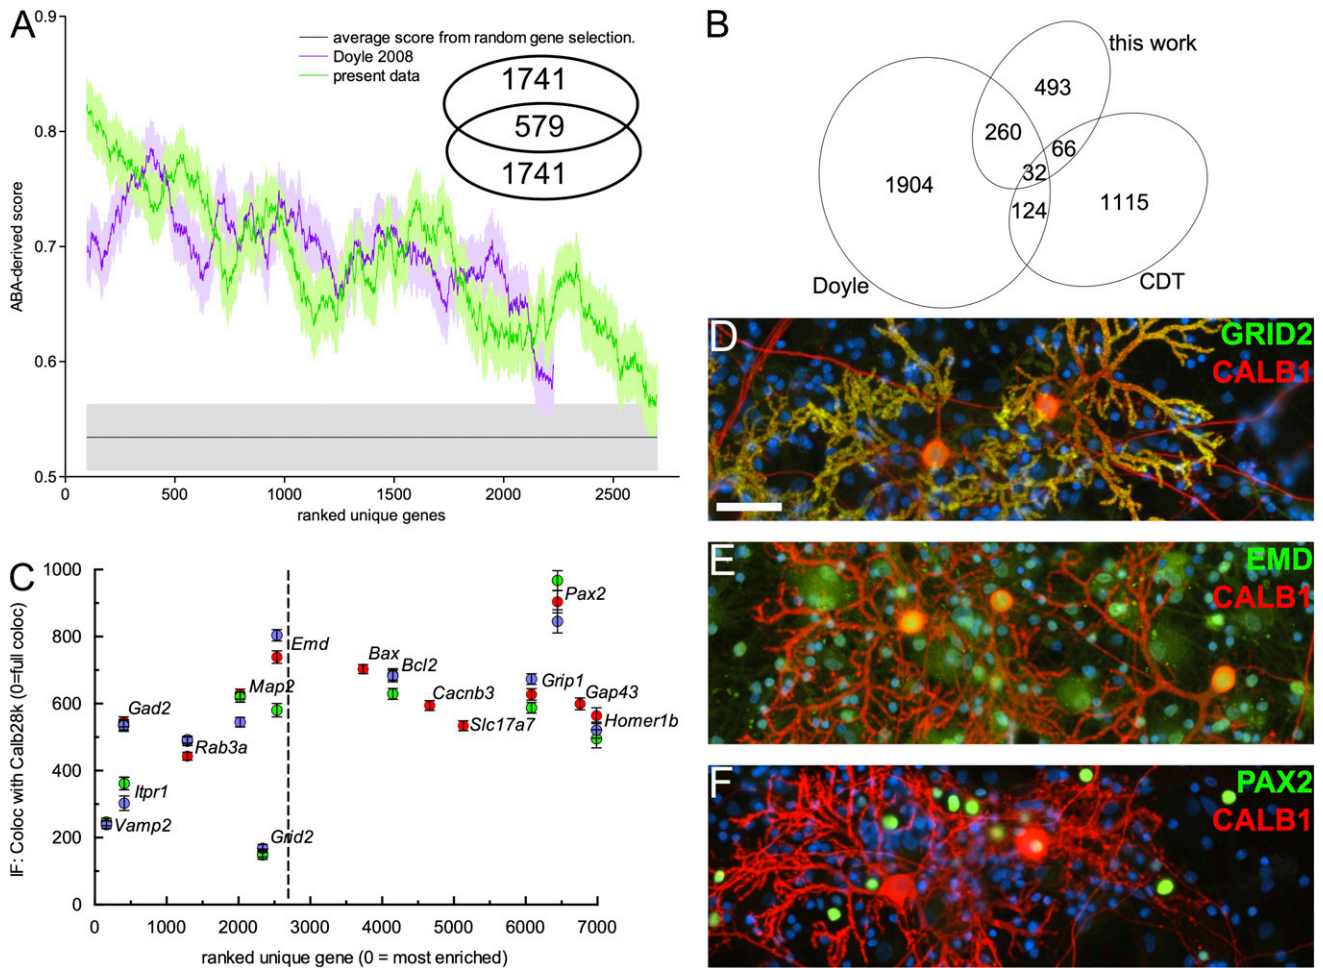 A
0.9
0.8
0.7
0.6
0.5
ABA-derived score
average score from random gene selection.
Doyle 2008
present data
1741
579
1741
0
500
1000
1500
2000
2500
ranked unique genes
B
this work
493
260
66
32
1904
124
1115
Doyle
CDT
C
1000
800
600
400
200
0
IF: Coloc with Calb28k (0=full coloc)
Pax2
Emd
Bax
Bcl2
Map2
Grip1
Gad2
Cacnb3
Gap43
Slc17a7
Homer1b
Rab3a
Itpr1
Vamp2
Grid2
0
1000
2000
3000
4000
5000
6000
7000
ranked unique gene (0 = most enriched)
D
GRID2
CALB1
E
EMD
CALB1
F
PAX2
CALB1